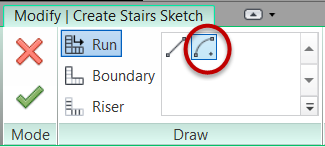 Modify | Create Stairs Sketch
Run
Boundary
Riser
Mode
Draw